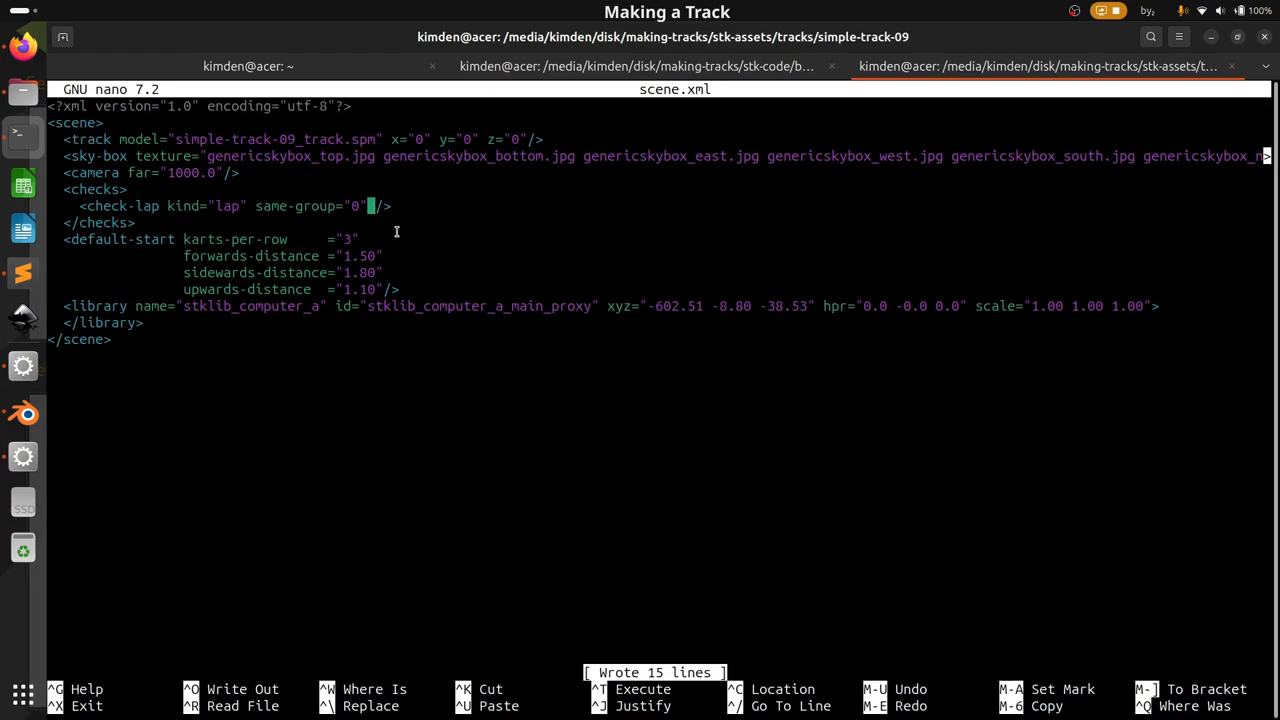 Making a Track
by₂
100%
kimden@acer: /media/kimden/disk/making-tracks/stk-assets/tracks/simple-track-09
kimden@acer: ~
kimden@acer: /media/kimden/disk/making-tracks/stk-code/b...
kimden@acer: /media/kimden/disk/making-tracks/stk-assets/t...
GNU nano 7.2 scene.xml
<?xml version="1.0" encoding="utf-8"?>
<scene>
  <track model="simple-track-09_track.spm" x="0" y="0" z="0"/>
  <sky-box texture="genericskybox_top.jpg genericskybox_bottom.jpg genericskybox_east.jpg genericskybox_west.jpg genericskybox_south.jpg genericskybox_n>
  <camera far="1000.0"/>
  <checks>
    <check-lap kind="lap" same-group="0" />
  </checks>
  <default-start karts-per-row     ="3"
                 forwards-distance ="1.50"
                 sidewards-distance="1.80"
                 upwards-distance  ="1.10"/>
  <library name="stklib_computer_a" id="stklib_computer_a_main_proxy" xyz="-602.51 -8.80 -38.53" hpr="0.0 -0.0 0.0" scale="1.00 1.00 1.00">
  </library>
</scene>
[ Wrote 15 lines ]
^G Help ^O Write Out ^W Where Is ^K Cut ^T Execute ^C Location M-U Undo M-A Set Mark M-] To Bracket
^X Exit ^R Read File ^\ Replace ^U Paste ^J Justify ^/ Go To Line M-E Redo M-6 Copy ^Q Where Was
SSD